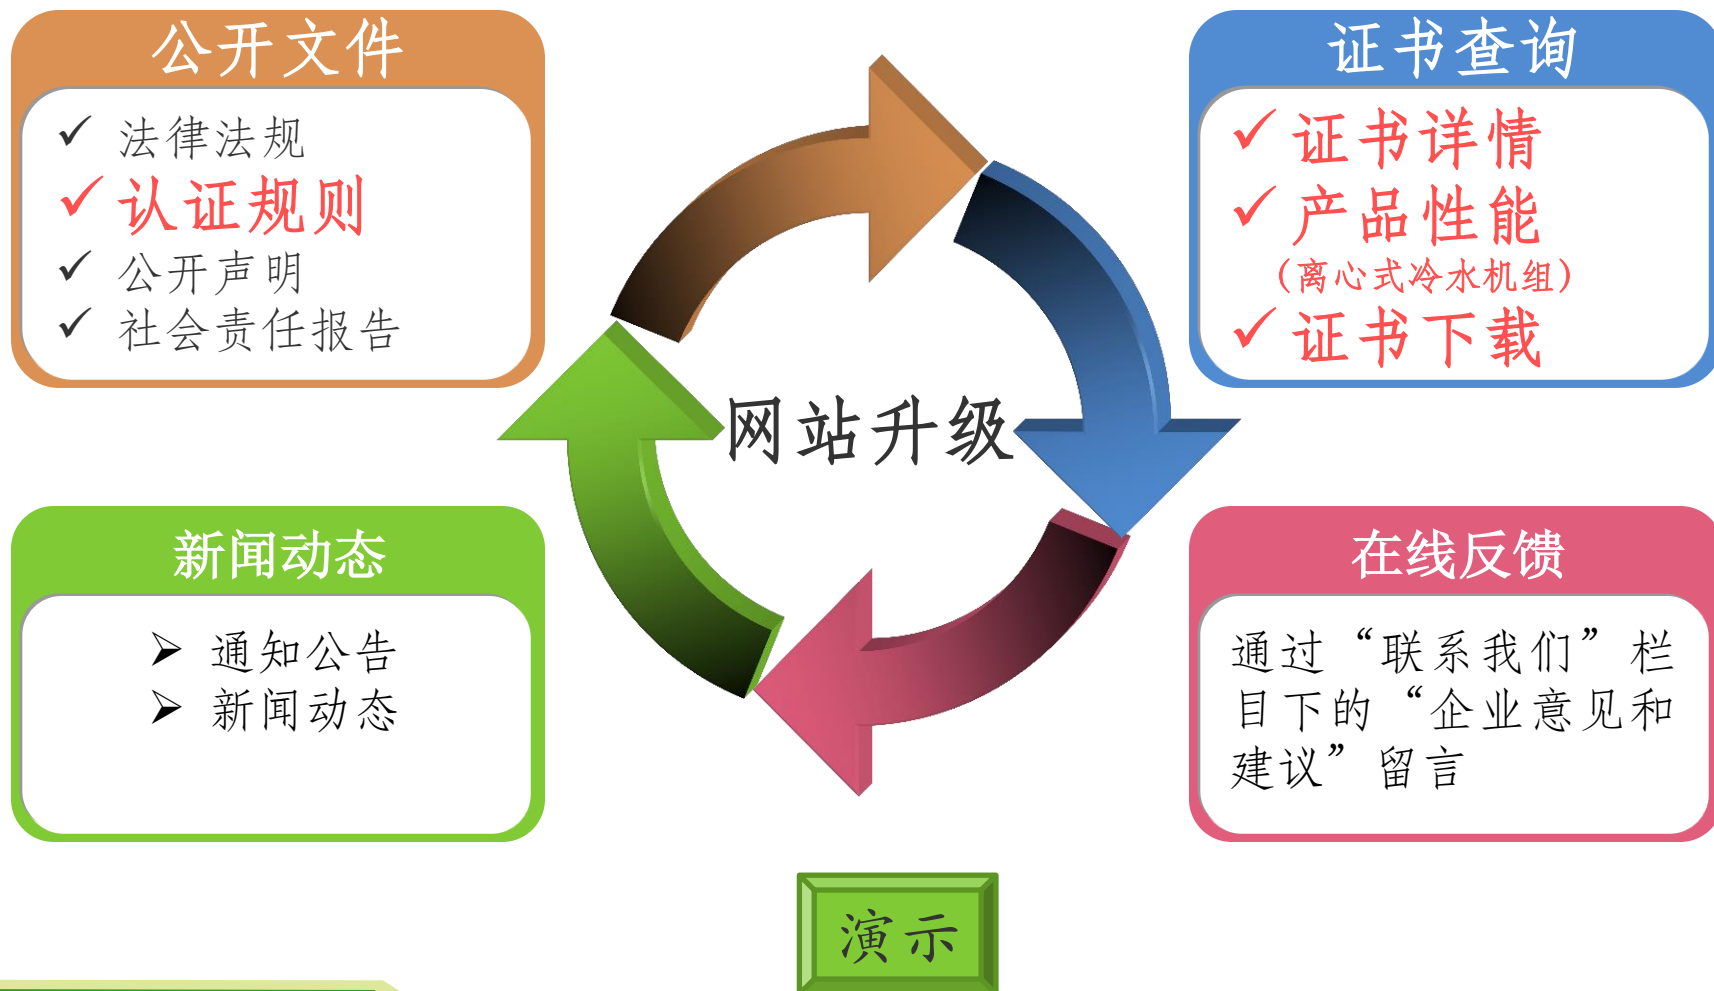 公开文件
法律法规
认证规则
公开声明
社会责任报告
证书查询
证书详情
产品性能
(离心式冷水机组)
证书下载
网站升级
新闻动态
通知公告
新闻动态
在线反馈
通过“联系我们”栏
目下的“企业意见和
建议”留言
演示